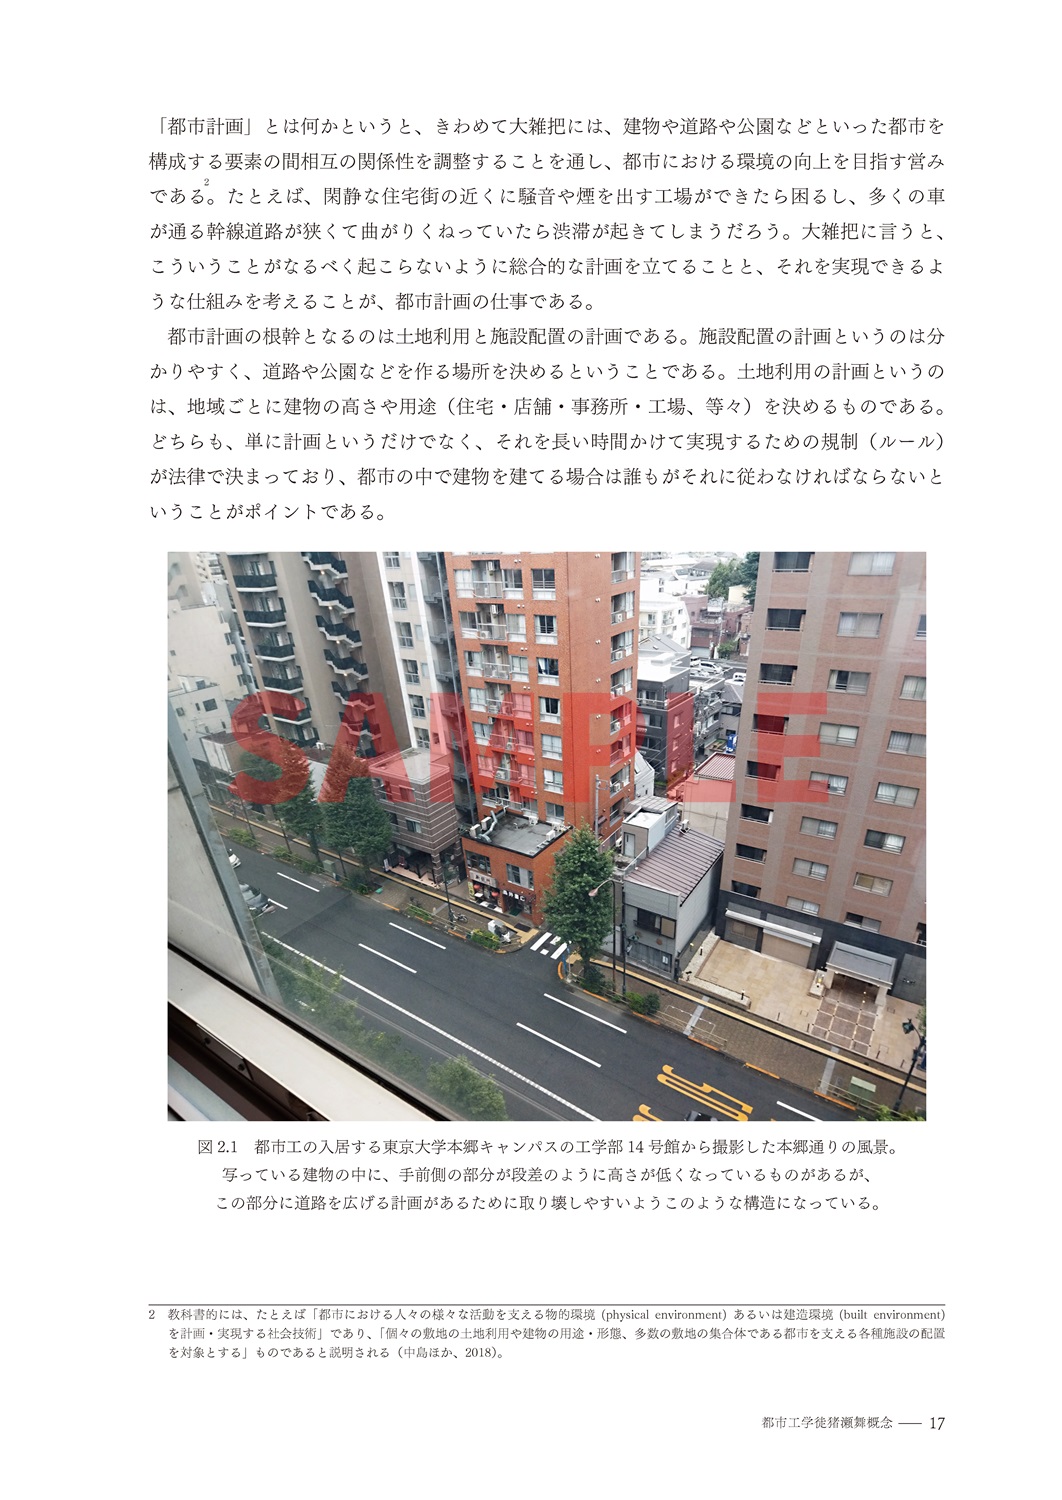 「都市計画」とは何かというと、きわめて大雑把には、建物や道路や公園などといった都市を
構成する要素の間相互の関係性を調整することを通し、都市における環境の向上を目指す営み
である2。たとえば、閑静な住宅街の近くに騒音や煙を出す工場ができたら困るし、多くの車
が通る幹線道路が狭くて曲がりくねっていたら渋滞が起きてしまうだろう。大雑把に言うと、
こういうことがなるべく起こらないように総合的な計画を立てることと、それを実現できるよ
うな仕組みを考えることが、都市計画の仕事である。
都市計画の根幹となるのは土地利用と施設配置の計画である。施設配置の計画というのは分
かりやすく、道路や公園などを作る場所を決めるということである。土地利用の計画というの
は、地域ごとに建物の高さや用途（住宅・店舗・事務所・工場、等々）を決めるものである。
どちらも、単に計画というだけでなく、それを長い時間かけて実現するための規制（ルール）
が法律で決まっており、都市の中で建物を建てる場合は誰もがそれに従わなければならないと
いうことがポイントである。
SAMPLE
図 2.1　都市工の入居する東京大学本郷キャンパスの工学部 14 号館から撮影した本郷通りの風景。
写っている建物の中に、手前側の部分が段差のように高さが低くなっているものがあるが、
この部分に道路を広げる計画があるために取り壊しやすいようこのような構造になっている。
2　教科書的には、たとえば「都市における人々の様々な活動を支える物的環境 (physical environment) あるいは建造環境 (built environment)
を計画・実現する社会技術」であり、「個々の敷地の土地利用や建物の用途・形態、多数の敷地の集合体である都市を支える各種施設の配置
を対象とする」ものであると説明される（中島ほか、2018）。
都市工学徒猪瀬舞概念 ── 17